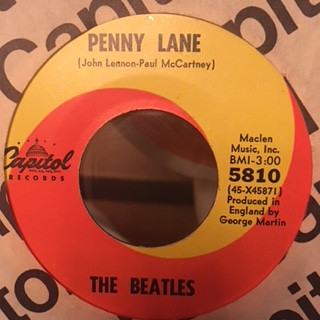 PENNY LANE
(John Lennon-Paul McCartney)
Maclen
Music, Inc.
BMI-3:00
5810
(45-X45871)
Produced in
England by
George Martin
Capitol
RECORDS
THE BEATLES